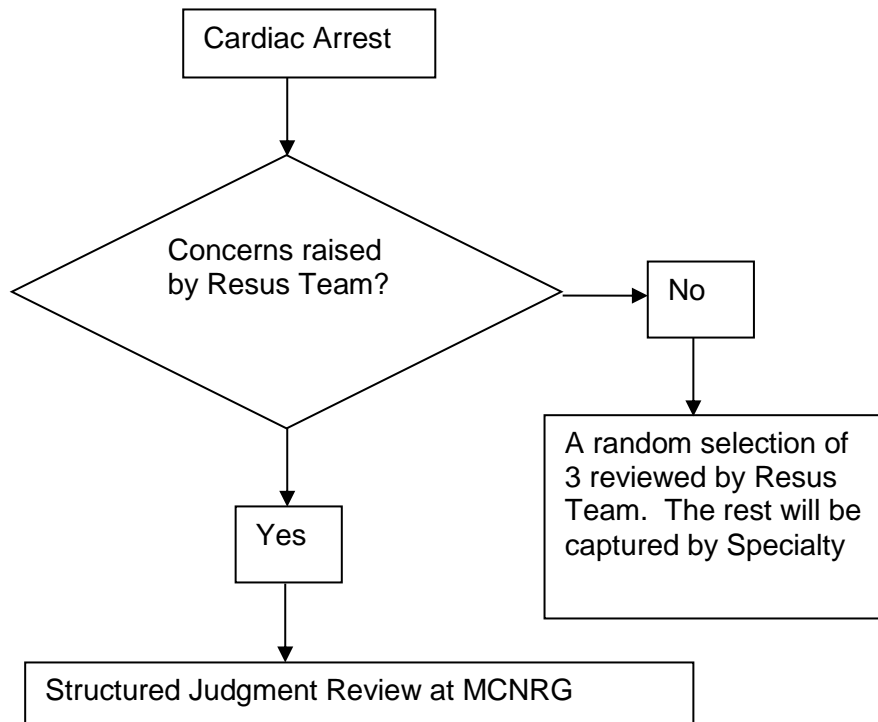 Cardiac Arrest
Concerns raised
by Resus Team?
No
A random selection of
3 reviewed by Resus
Team.  The rest will be
captured by Specialty
Yes
Structured Judgment Review at MCNRG